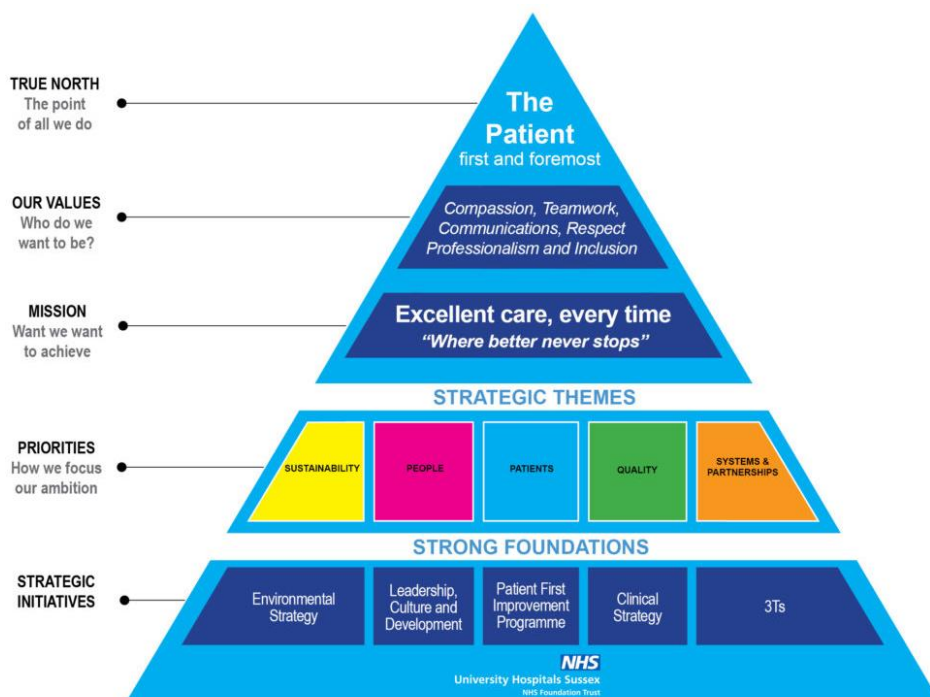 TRUE NORTH
The point
of all we do
The
Patient
first and foremost
OUR VALUES
Who do we
want to be?
Compassion, Teamwork,
Communications, Respect
Professionalism and Inclusion
MISSION
Want we want
to achieve
Excellent care, every time
“Where better never stops”
STRATEGIC THEMES
PRIORITIES
How we focus
our ambition
SUSTAINABILITY
PEOPLE
PATIENTS
QUALITY
SYSTEMS &
PARTNERSHIPS
STRONG FOUNDATIONS
STRATEGIC
INITIATIVES
Environmental
Strategy
Leadership,
Culture and
Development
Patient First
Improvement
Programme
Clinical
Strategy
3Ts
NHS
University Hospitals Sussex
NHS Foundation Trust